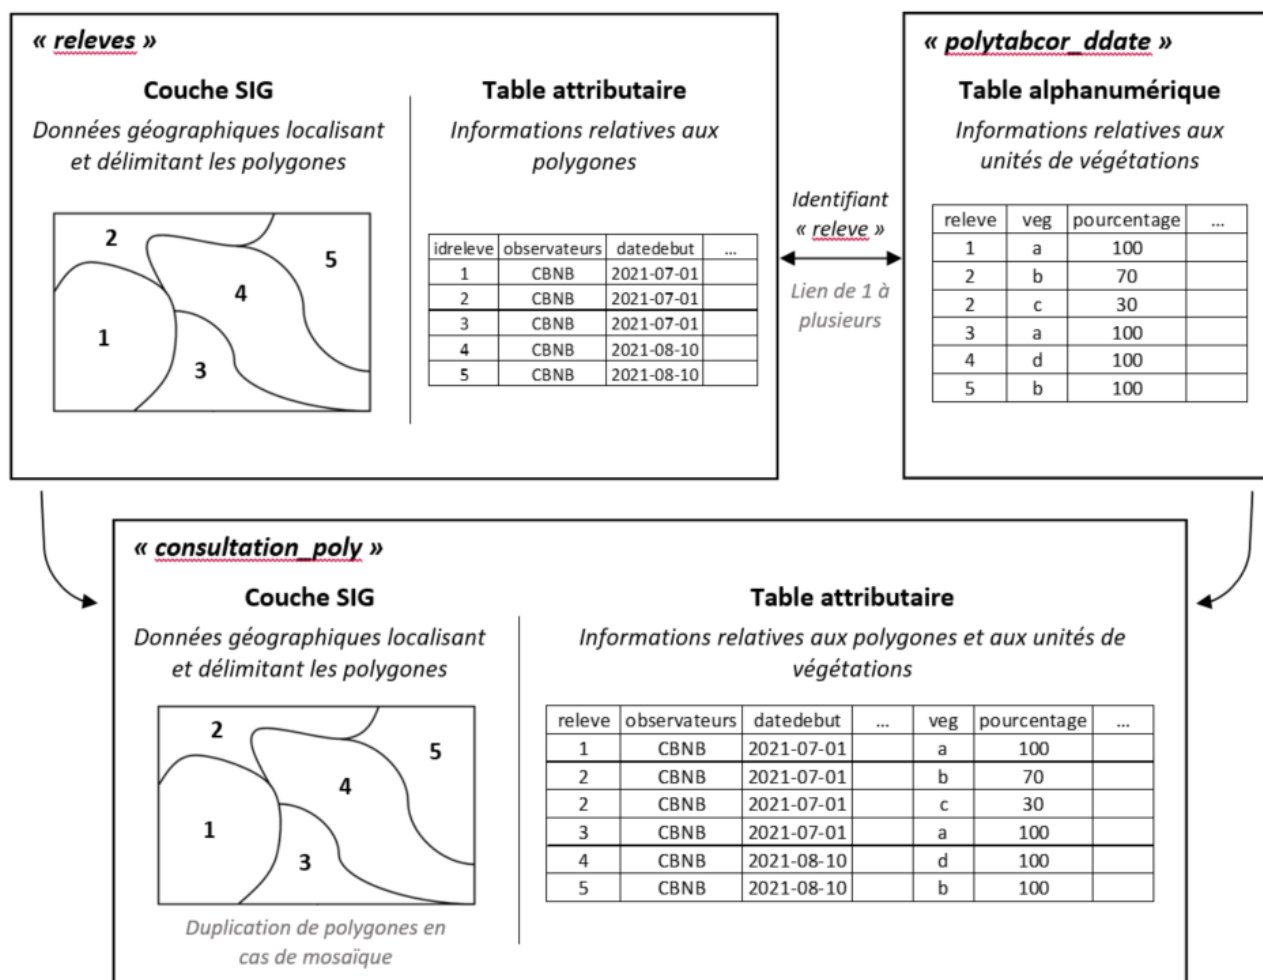 « releves »
Couche SIG
Données géographiques localisant
et délimitant les polygones
2
5
4
1
3
Table attributaire
Informations relatives aux
polygones
idreleve observateurs datedebut ...
1 CBNB 2021-07-01
2 CBNB 2021-07-01
3 CBNB 2021-07-01
4 CBNB 2021-08-10
5 CBNB 2021-08-10
Identifiant
« releve »
Lien de 1 à
plusieurs
« polytabcor_ddate »
Table alphanumérique
Informations relatives aux
unités de végétations
releve veg pourcentage ...
1 a 100
2 b 70
2 c 30
3 a 100
4 d 100
5 b 100
« consultation_poly »
Couche SIG
Données géographiques localisant
et délimitant les polygones
2
5
4
1
3
Duplication de polygones en
cas de mosaïque
Table attributaire
Informations relatives aux polygones et aux unités de
végétations
releve observateurs datedebut ... veg pourcentage ...
1 CBNB 2021-07-01 a 100
2 CBNB 2021-07-01 b 70
2 CBNB 2021-07-01 c 30
3 CBNB 2021-07-01 a 100
4 CBNB 2021-08-10 d 100
5 CBNB 2021-08-10 b 100